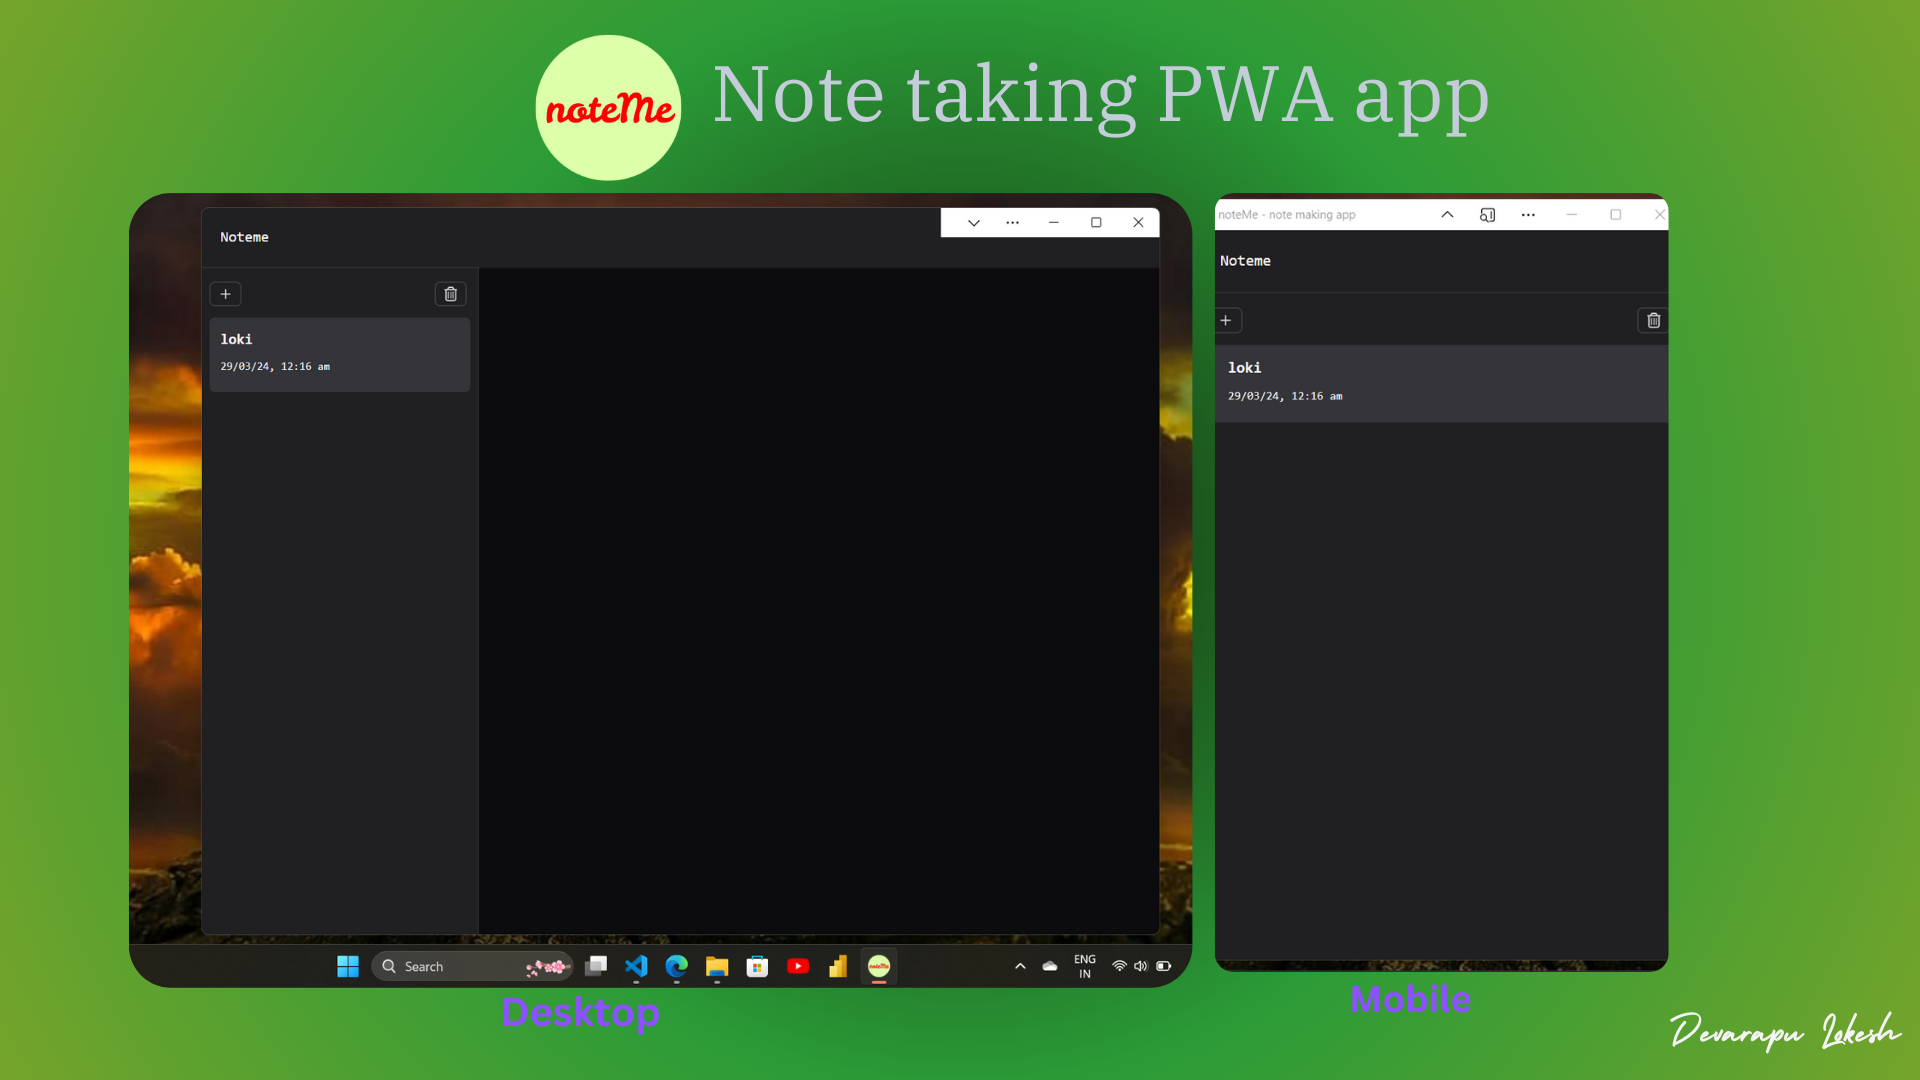 noteMe
Note taking PWA app
Noteme
loki
29/03/24, 12:16 am
Search
noteMe
ENG
IN
noteMe - note making app
Noteme
loki
29/03/24, 12:16 am
Desktop
Mobile
Devarapu Lokesh